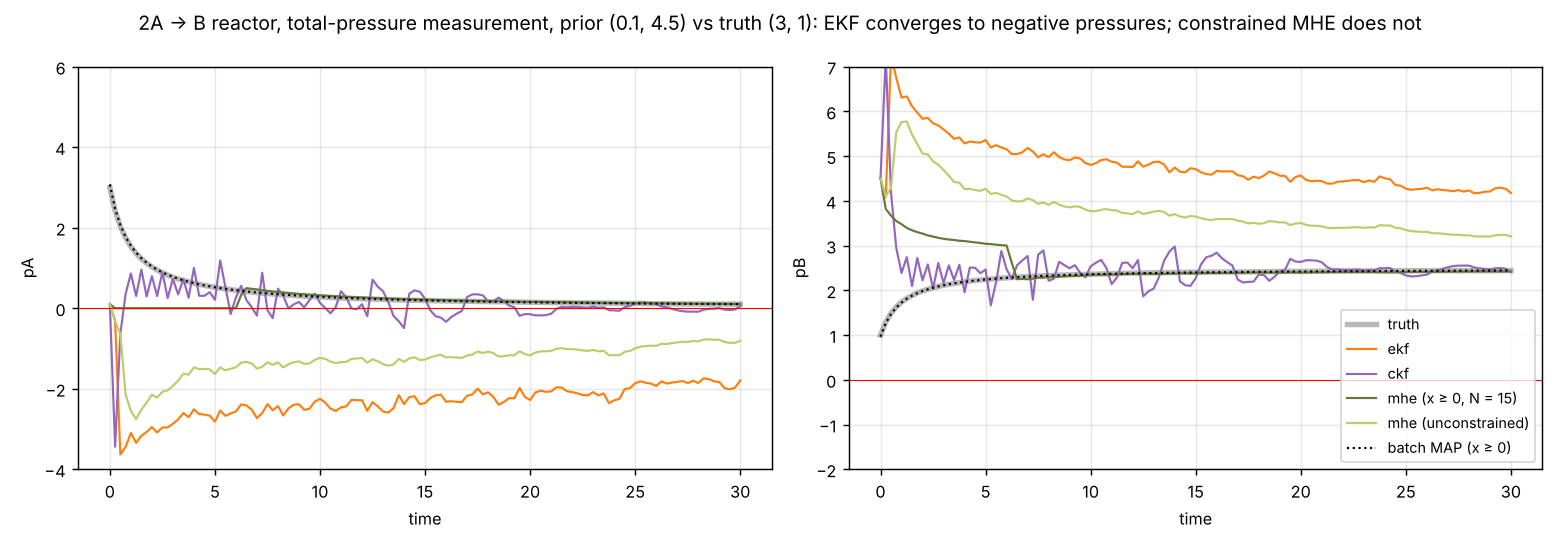 2A → B reactor, total-pressure measurement, prior (0.1, 4.5) vs truth (3, 1): EKF converges to negative pressures; constrained MHE does not
6
4
2
0
−2
−4
pA
0 5 10 15 20 25 30
time
7
6
5
4
3
2
1
0
−1
−2
pB
0 5 10 15 20 25 30
time
truth
ekf
ckf
mhe (x ≥ 0, N = 15)
mhe (unconstrained)
batch MAP (x ≥ 0)